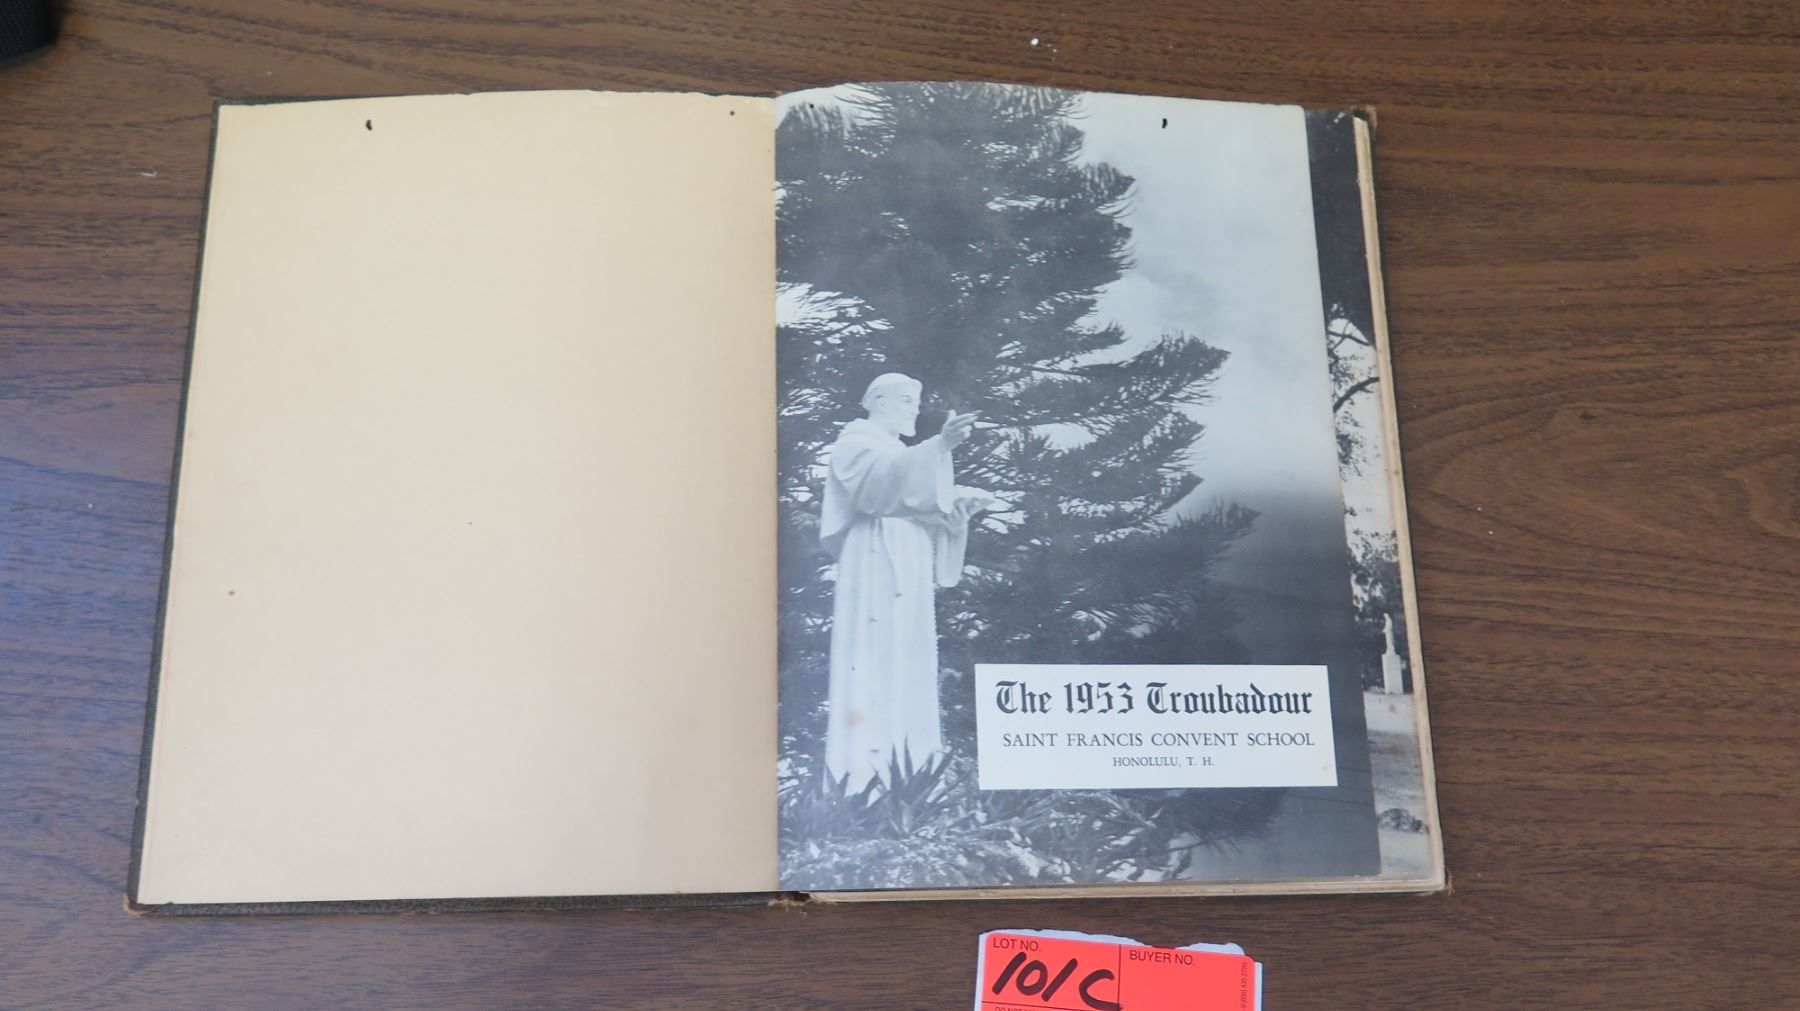 The 1953 Troubadour
SAINT FRANCIS CONVENT SCHOOL
HONOLULU, T. H.
LOT NO.
101C
BUYER NO.